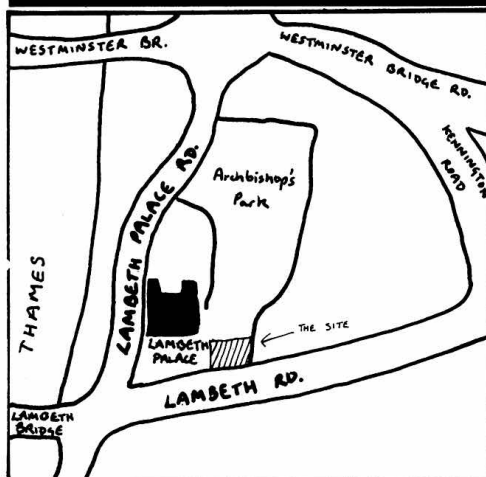 WESTMINSTER BR.
WESTMINSTER BRIDGE RD.
KENNINGTON
ROAD
LAMBETH PALACE RD.
Archbishop's
Park
THAMES
THE SITE
LAMBETH
PALACE
LAMBETH RD.
LAMBETH
BRIDGE